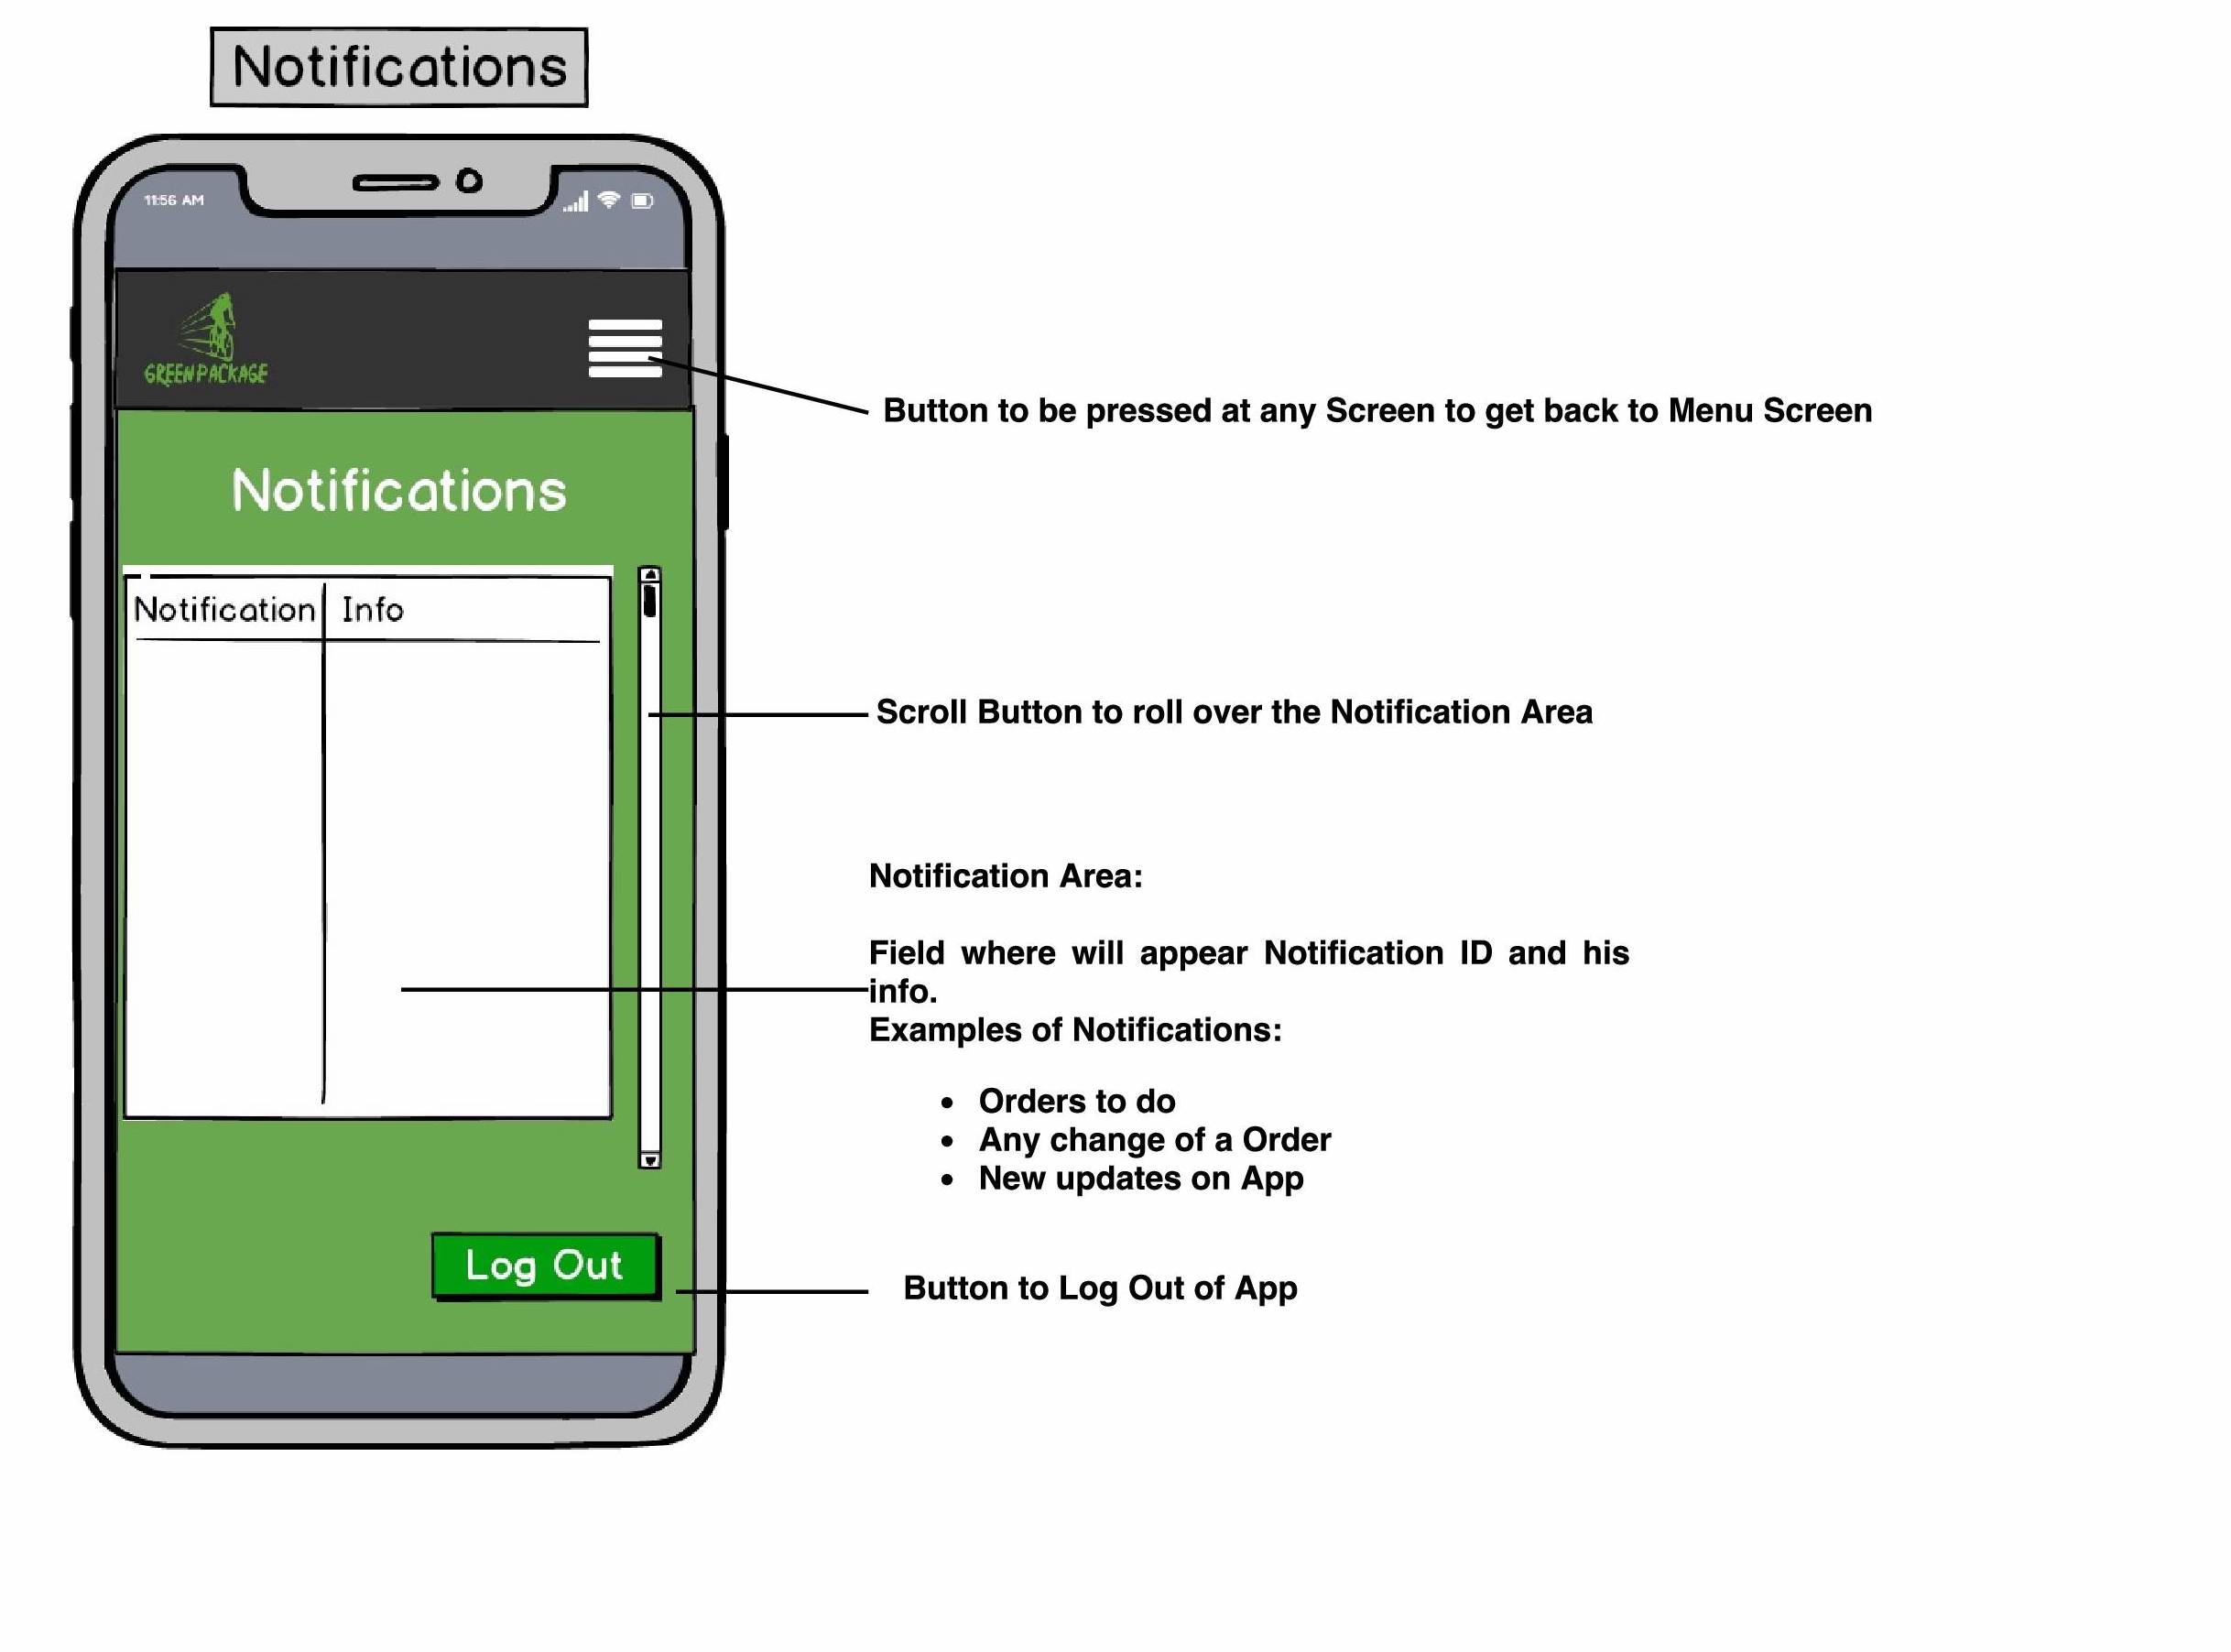 Notifications
11:56 AM
GREEN PACKAGE
Button to be pressed at any Screen to get back to Menu Screen
Notifications
Notification Info
Scroll Button to roll over the Notification Area
Notification Area:
Field where will appear Notification ID and his
info.
Examples of Notifications:
• Orders to do
• Any change of a Order
• New updates on App
Log Out
Button to Log Out of App